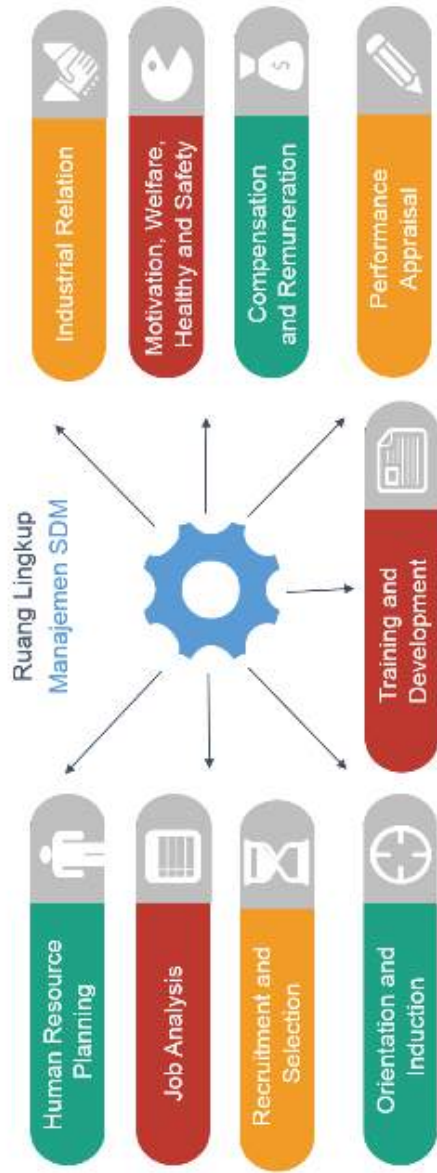 Ruang Lingkup
Manajemen SDM
Human Resource
Planning
Job Analysis
Recruitment and
Selection
Orientation and
Induction
Training and
Development
Industrial Relation
Motivation, Welfare,
Healthy and Safety
Compensation
and Remuneration
Performance
Appraisal
$